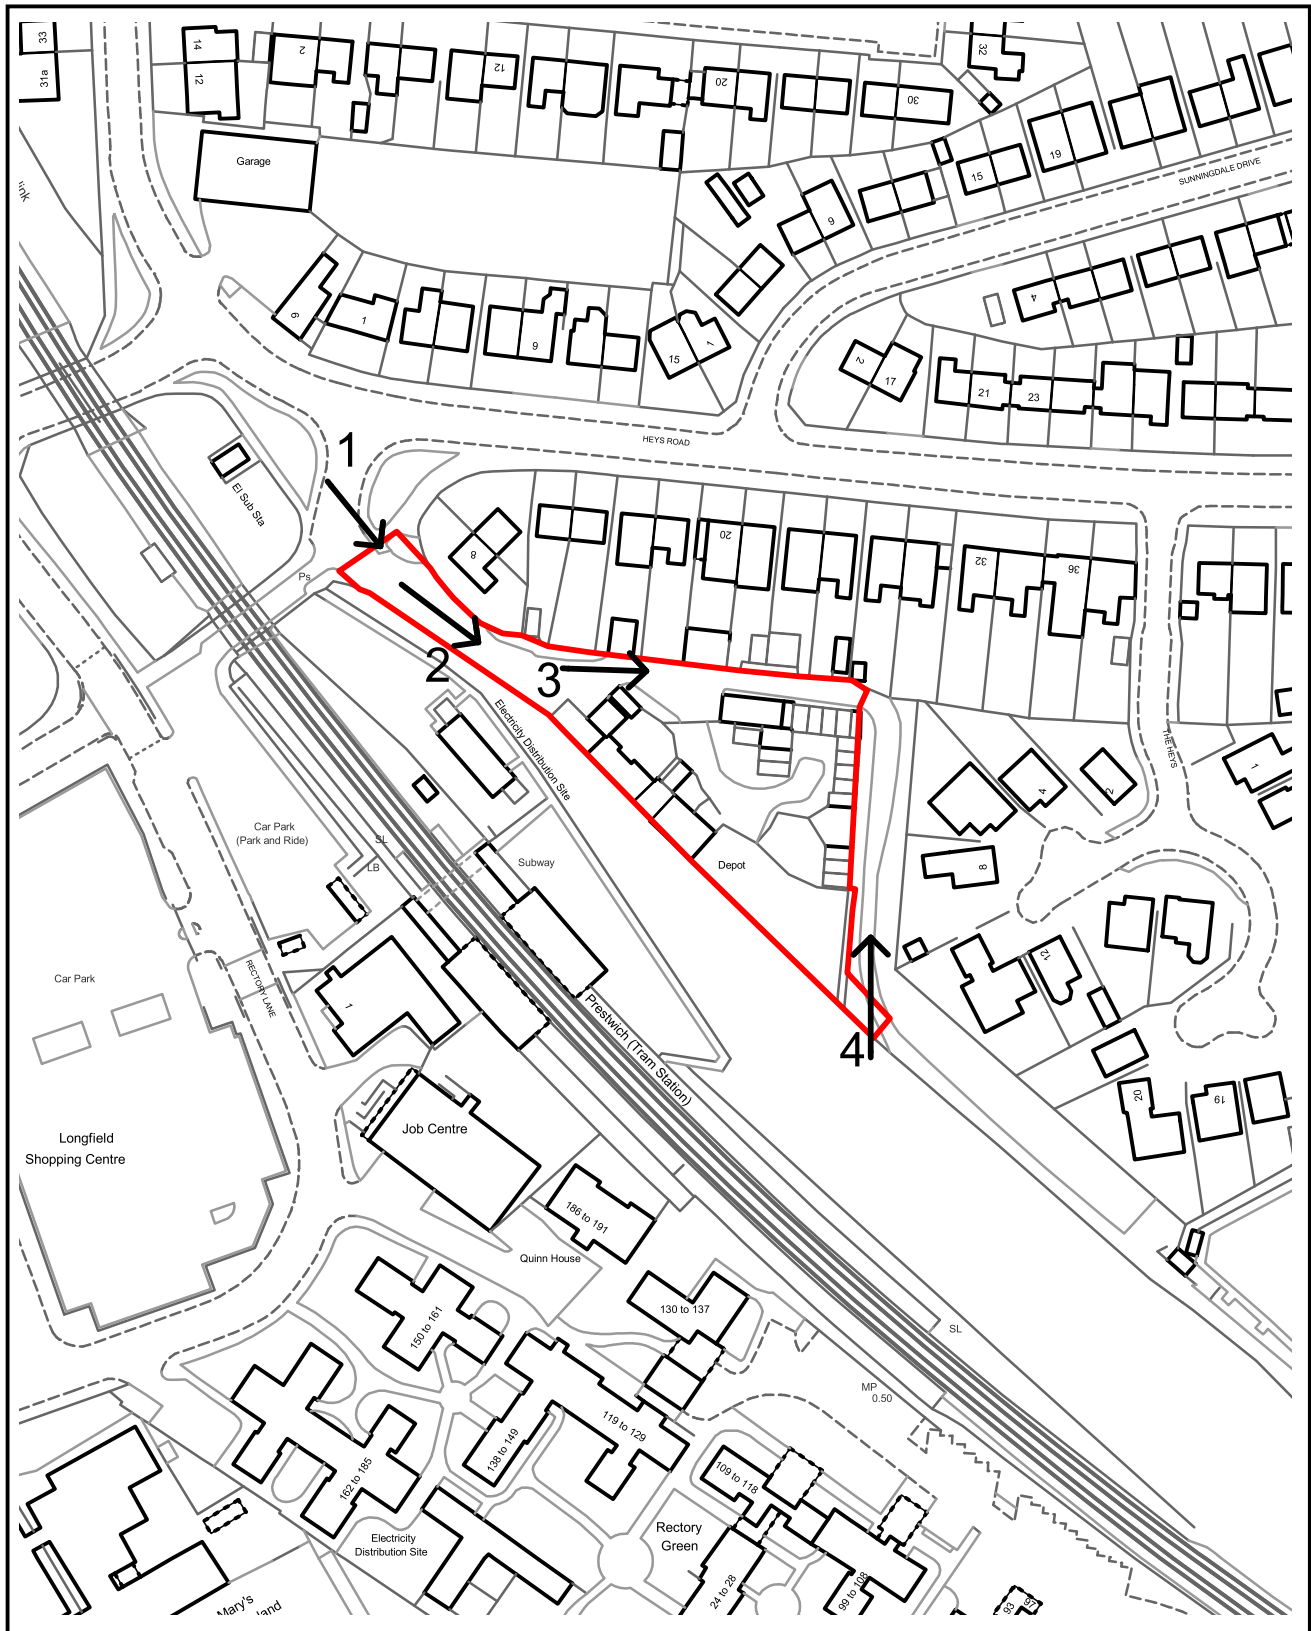 33
31a
14
12
2
12
20
30
32
19
15
9
SUNNINGDALE DRIVE
Garage
link
6
1
9
15
1
4
2
17
21
23
HEYS ROAD
1
El Sub Sta
8
20
32
36
Ps
2
3
THE HEYS
Electricity Distribution Site
1
4
2
Car Park
(Park and Ride)
SL
LB
Subway
Depot
8
12
Car Park
RECTORY LANE
1
Prestwich (Tram Station)
4
20
19
Job Centre
Longfield
Shopping Centre
186 to 191
Quinn House
130 to 137
150 to 161
SL
MP
0.50
119 to 129
138 to 149
162 to 185
109 to 118
Electricity
Distribution Site
Rectory
Green
24 to 28
99 to 108
93
97
Mary's
land